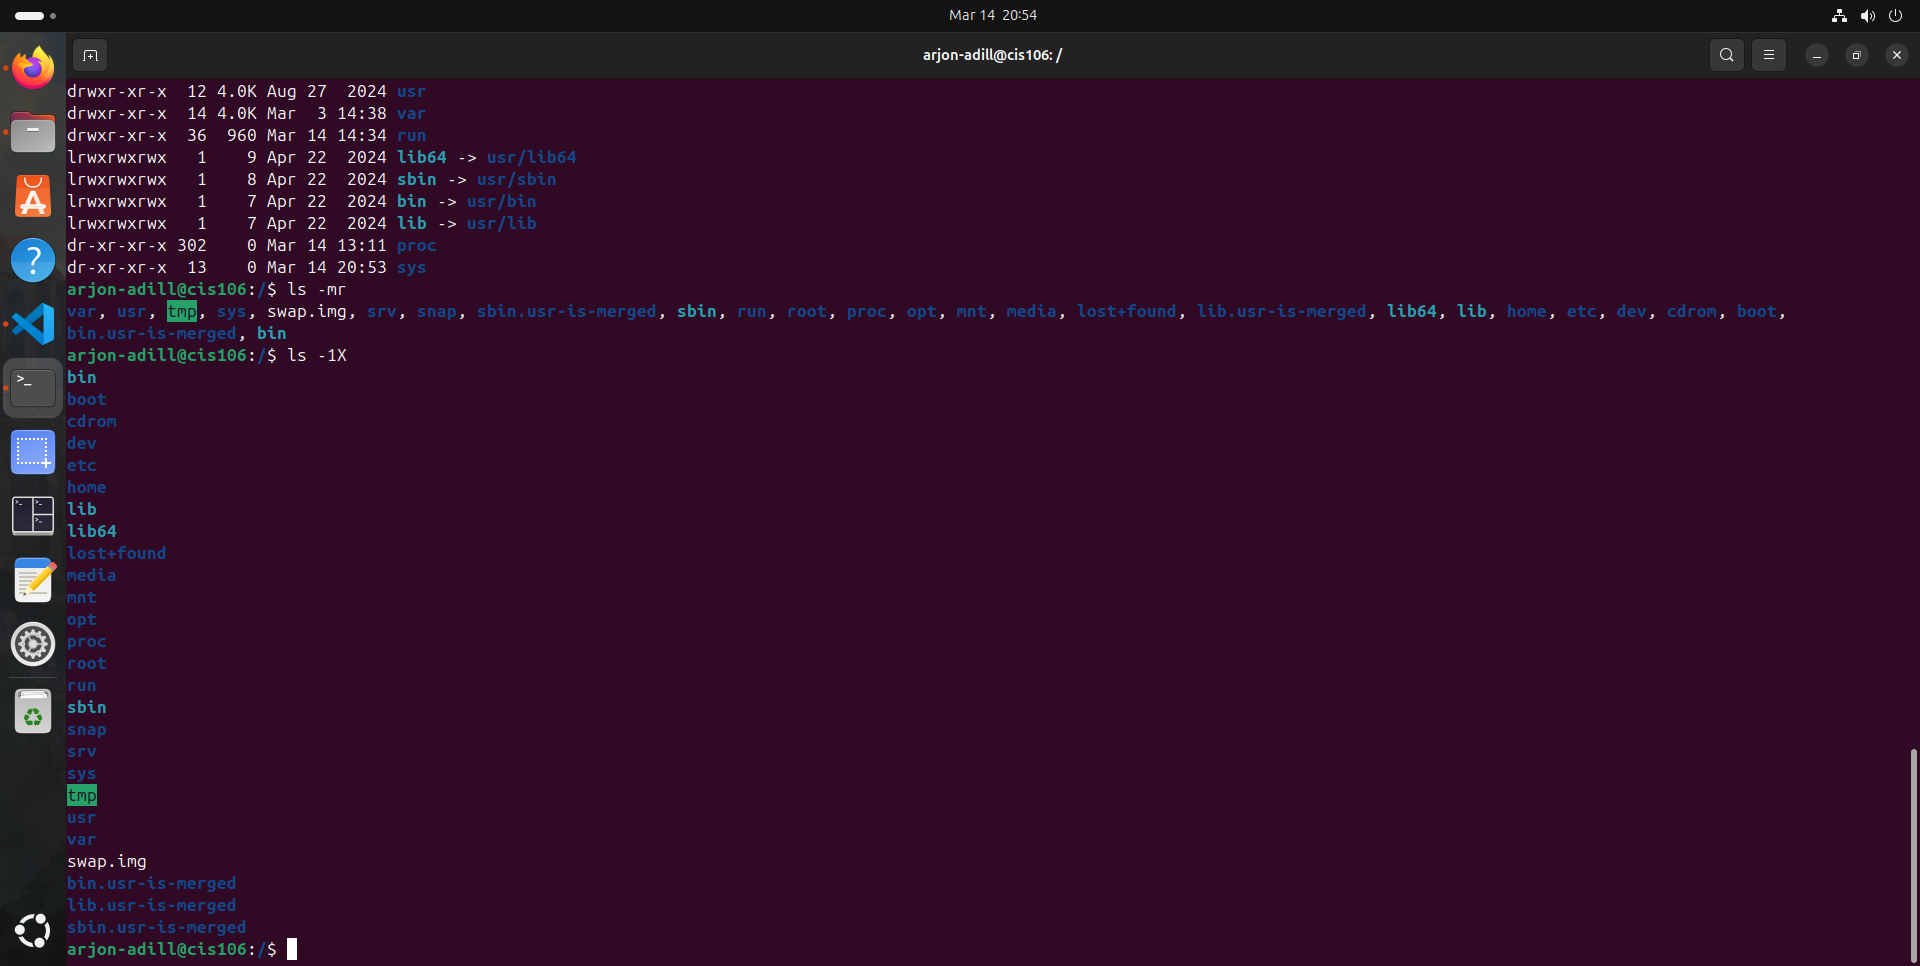 Mar 14  20:54
arjon-adill@cis106: /
drwxr-xr-x  12 4.0K Aug 27  2024 usr
drwxr-xr-x  14 4.0K Mar  3 14:38 var
drwxr-xr-x  36  960 Mar 14 14:34 run
lrwxrwxrwx   1    9 Apr 22  2024 lib64 -> usr/lib64
lrwxrwxrwx   1    8 Apr 22  2024 sbin -> usr/sbin
lrwxrwxrwx   1    7 Apr 22  2024 bin -> usr/bin
lrwxrwxrwx   1    7 Apr 22  2024 lib -> usr/lib
dr-xr-xr-x 302    0 Mar 14 13:11 proc
dr-xr-xr-x  13    0 Mar 14 20:53 sys
arjon-adill@cis106:/$ ls -mr
var, usr, tmp, sys, swap.img, srv, snap, sbin.usr-is-merged, sbin, run, root, proc, opt, mnt, media, lost+found, lib.usr-is-merged, lib64, lib, home, etc, dev, cdrom, boot,
bin.usr-is-merged, bin
arjon-adill@cis106:/$ ls -1X
bin
boot
cdrom
dev
etc
home
lib
lib64
lost+found
media
mnt
opt
proc
root
run
sbin
snap
srv
sys
tmp
usr
var
swap.img
bin.usr-is-merged
lib.usr-is-merged
sbin.usr-is-merged
arjon-adill@cis106:/$